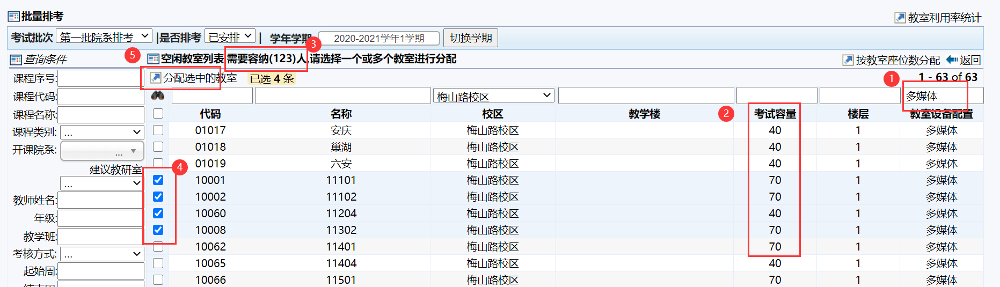 批量排考
教室利用率统计
考试批次 第一批院系排考 |是否排考 已安排 | 学年学期 2020-2021学年1学期 切换学期
3
5
查询条件
空闲教室列表 需要容纳(123)人,请选择一个或多个教室进行分配
按教室座位数分配 返回
课程序号:
分配选中的教室 已选 4 条
1
1 - 63 of 63
课程代码:
梅山路校区 多媒体
课程名称:
2
代码 名称 校区 教学楼 考试容量 楼层 教室设备配置
课程类别: ...
01017 安庆 梅山路校区 40 1 多媒体
开课院系: ...
01018 巢湖 梅山路校区 40 1 多媒体
建议教研室
01019 六安 梅山路校区 40 1 多媒体
4
...
10001 11101 梅山路校区 70 1 多媒体
教师姓名:
10002 11102 梅山路校区 70 1 多媒体
年级:
10060 11204 梅山路校区 40 1 多媒体
教学班:
10008 11302 梅山路校区 70 1 多媒体
考核方式: ...
10062 11401 梅山路校区 70 1 多媒体
起始周:
10065 11404 梅山路校区 40 1 多媒体
10066 11501 梅山路校区 70 1 多媒体